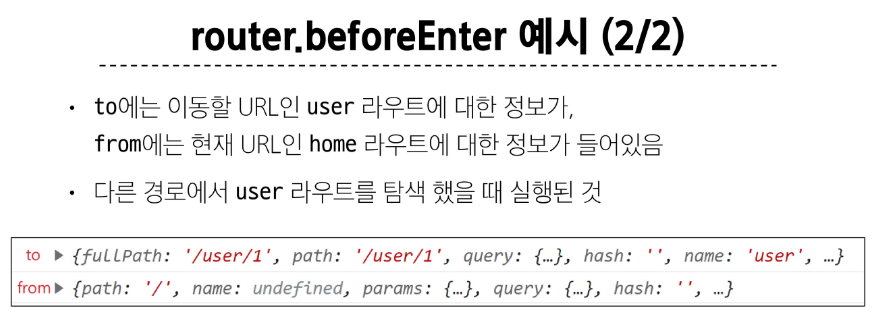 router.beforeEnter 예시 (2/2)
• to에는 이동할 URL인 user 라우트에 대한 정보가,
from에는 현재 URL인 home 라우트에 대한 정보가 들어있음
• 다른 경로에서 user 라우트를 탐색 했을 때 실행된 것
to ▶ {fullPath: '/user/1', path: '/user/1', query: {…}, hash: '', name: 'user', …}
from ▶ {path: '/', name: undefined, params: {…}, query: {…}, hash: '', …}